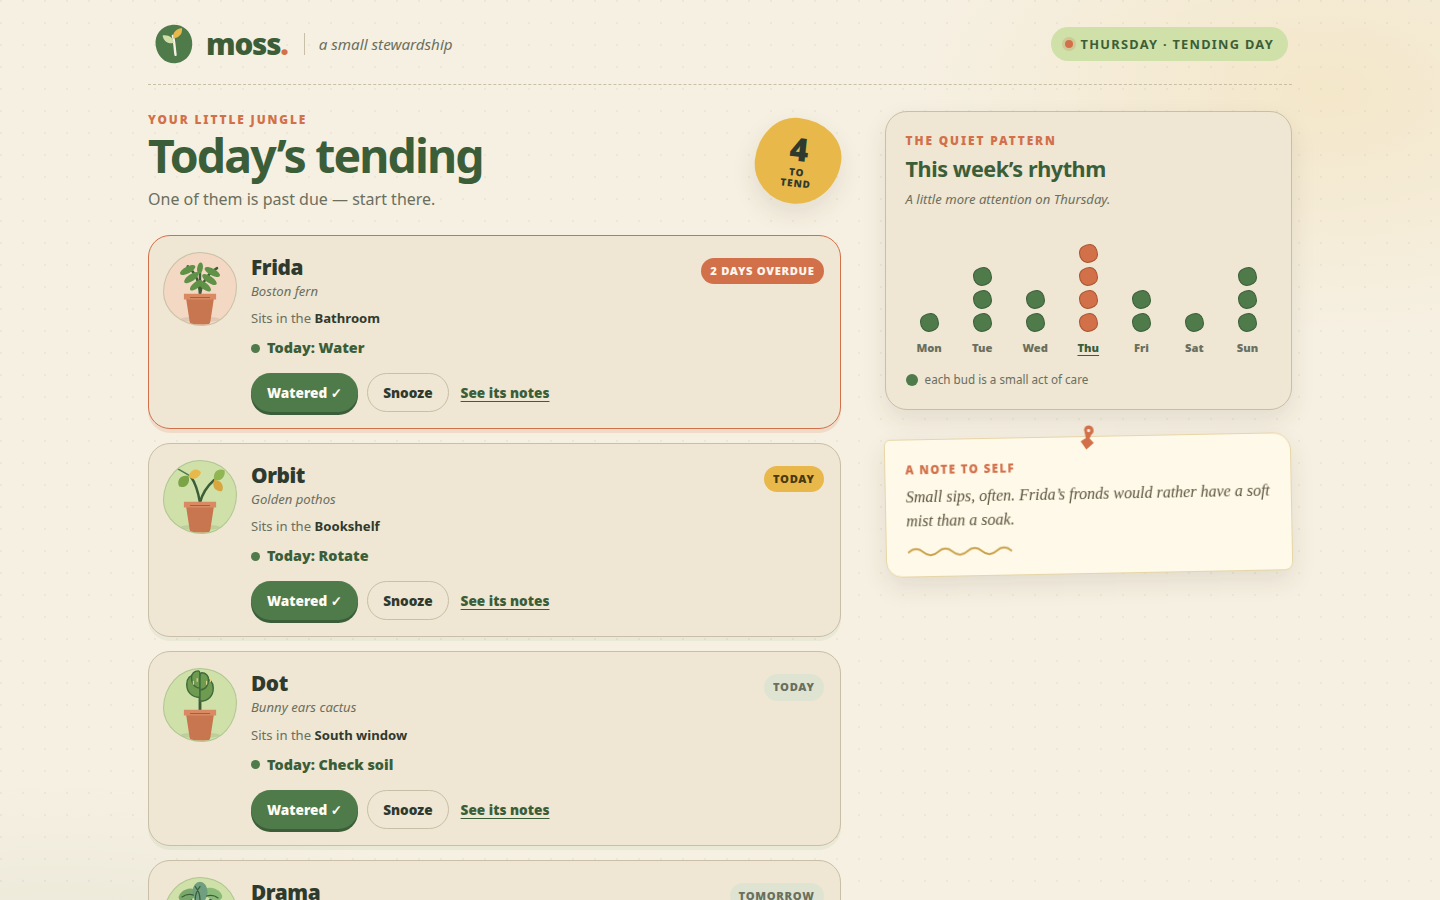 moss.
a small stewardship
THURSDAY · TENDING DAY
YOUR LITTLE JUNGLE
Today’s tending
One of them is past due — start there.
4
TO
TEND
Frida
2 DAYS OVERDUE
Boston fern
Sits in the Bathroom
Today: Water
Watered ✓
Snooze
See its notes
Orbit
TODAY
Golden pothos
Sits in the Bookshelf
Today: Rotate
Watered ✓
Snooze
See its notes
Dot
TODAY
Bunny ears cactus
Sits in the South window
Today: Check soil
Watered ✓
Snooze
See its notes
Drama
TOMORROW
THE QUIET PATTERN
This week’s rhythm
A little more attention on Thursday.
Mon Tue Wed Thu Fri Sat Sun
each bud is a small act of care
A NOTE TO SELF
Small sips, often. Frida’s fronds would rather have a soft
mist than a soak.